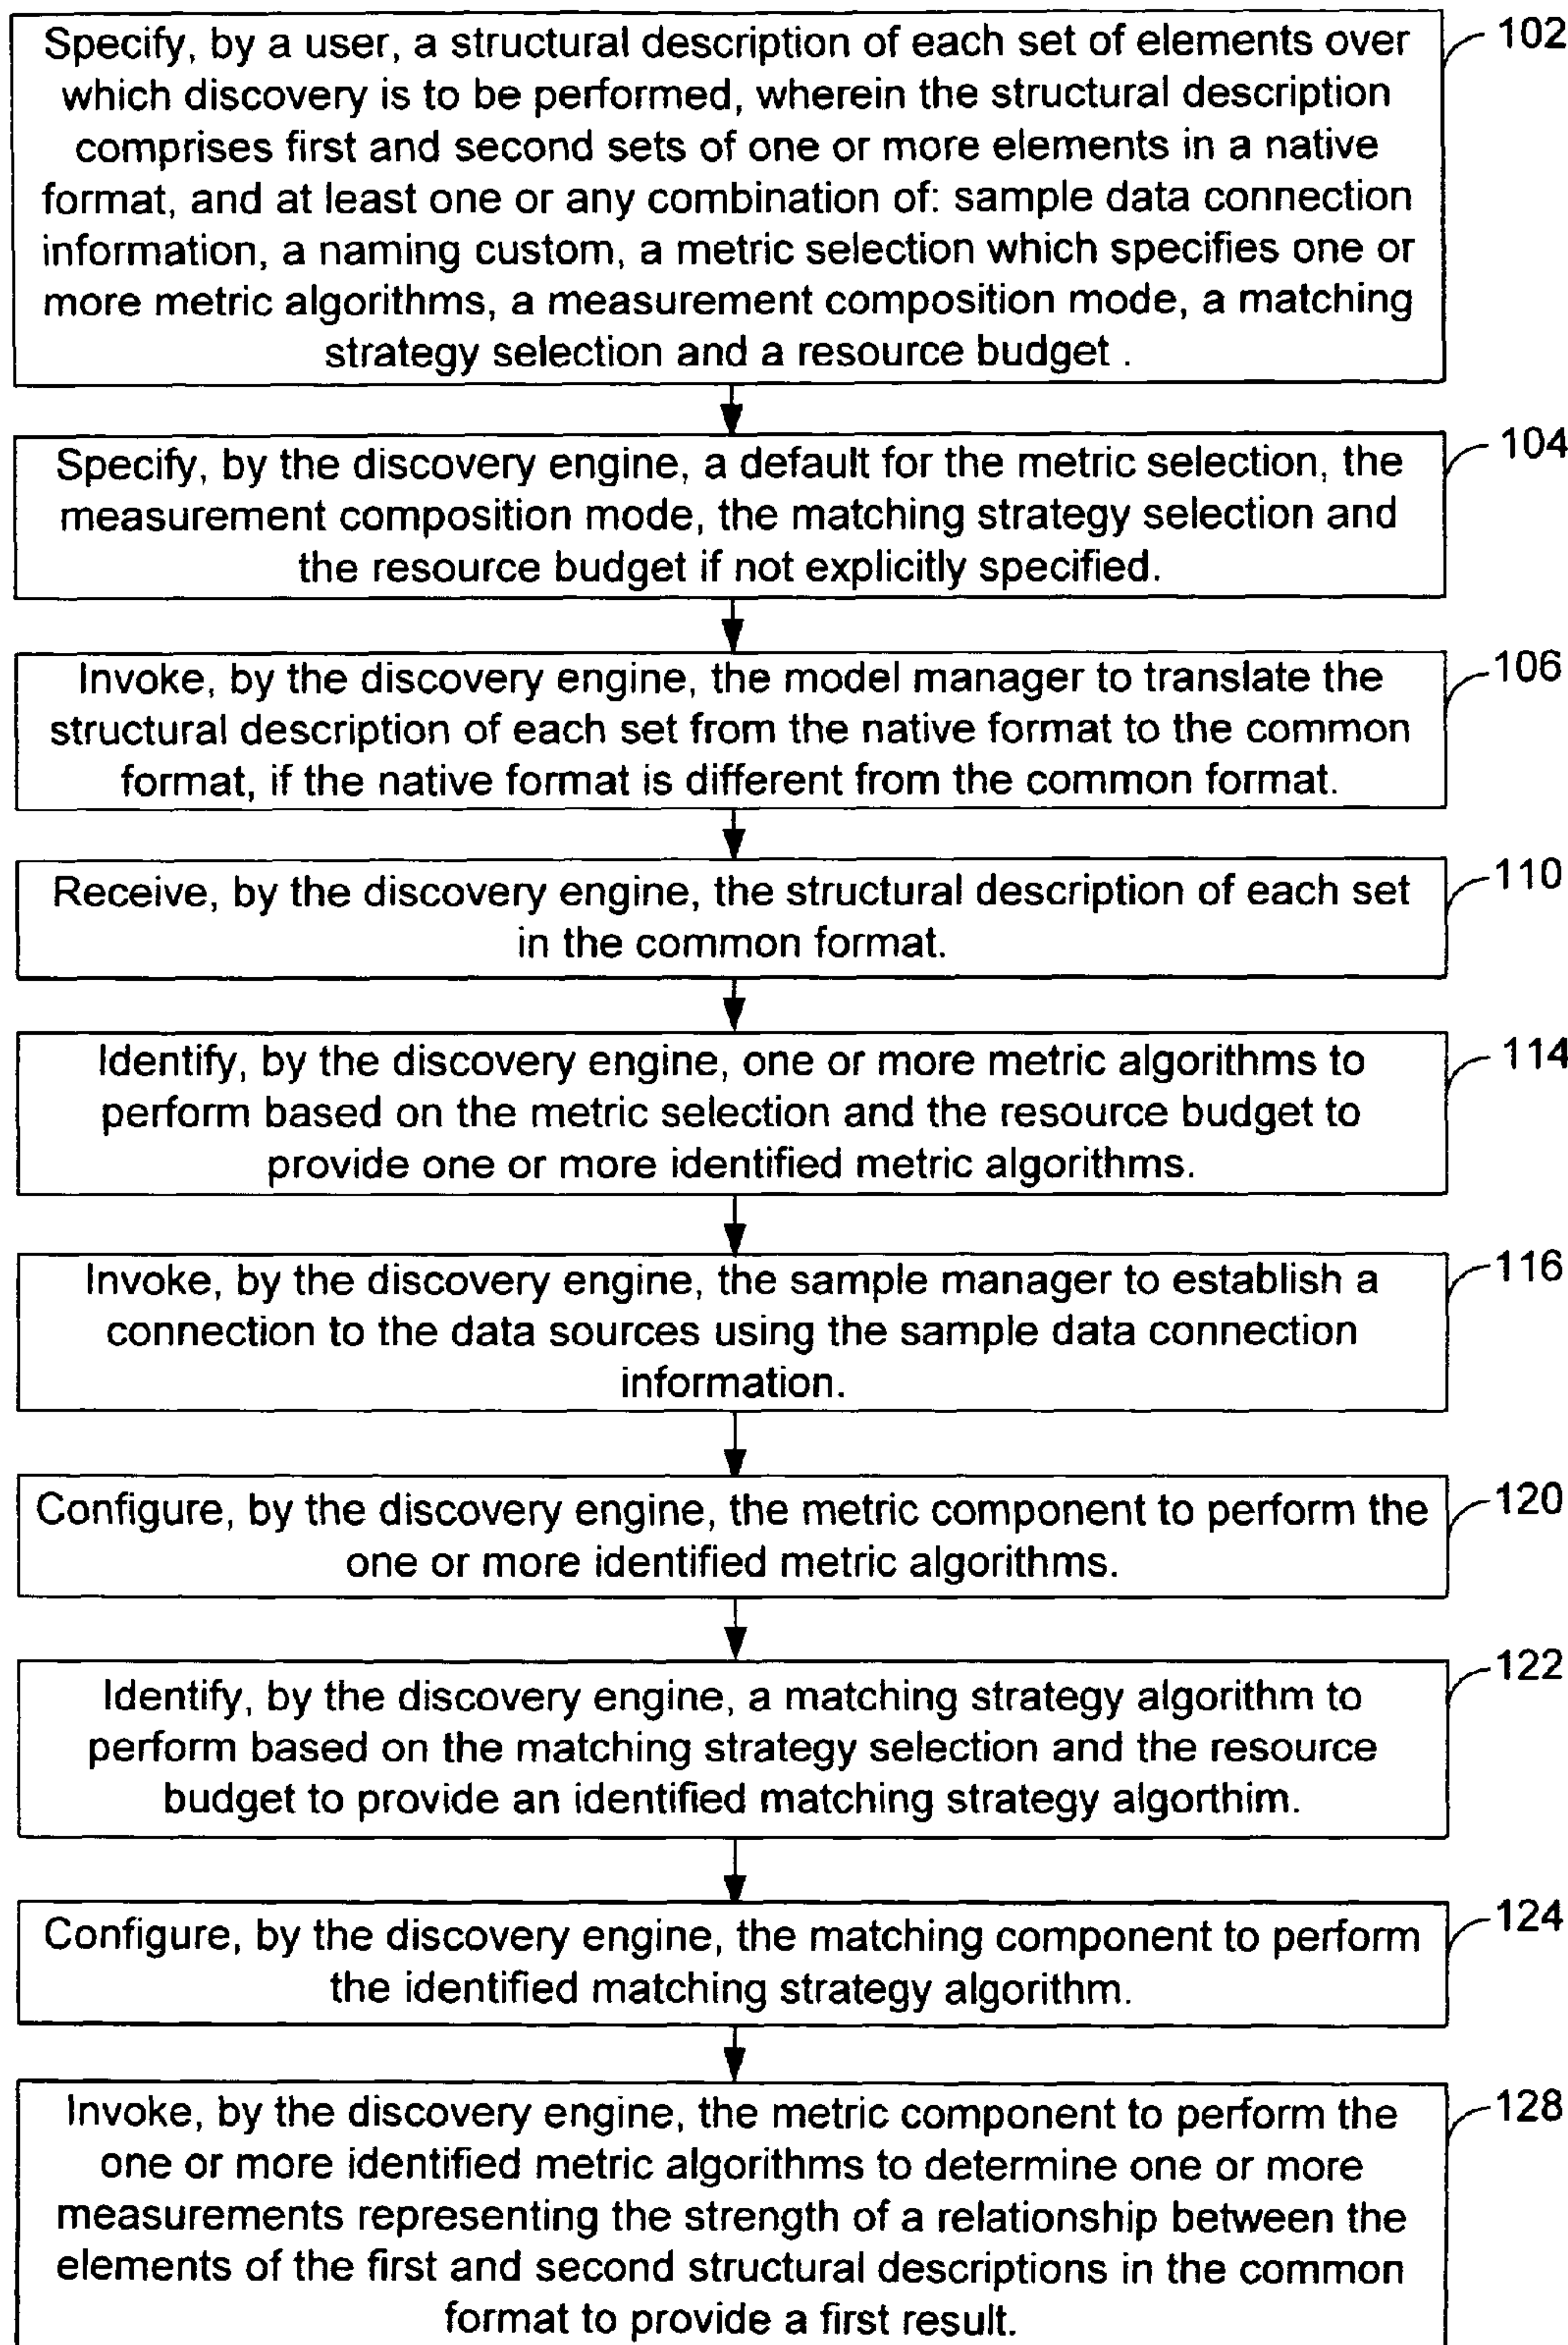 Specify, by a user, a structural description of each set of elements over
which discovery is to be performed, wherein the structural description
comprises first and second sets of one or more elements in a native
format, and at least one or any combination of: sample data connection
information, a naming custom, a metric selection which specifies one or
more metric algorithms, a measurement composition mode, a matching
strategy selection and a resource budget .
102
Specify, by the discovery engine, a default for the metric selection, the
measurement composition mode, the matching strategy selection and
the resource budget if not explicitly specified.
104
Invoke, by the discovery engine, the model manager to translate the
structural description of each set from the native format to the common
format, if the native format is different from the common format.
106
Receive, by the discovery engine, the structural description of each set
in the common format.
110
Identify, by the discovery engine, one or more metric algorithms to
perform based on the metric selection and the resource budget to
provide one or more identified metric algorithms.
114
Invoke, by the discovery engine, the sample manager to establish a
connection to the data sources using the sample data connection
information.
116
Configure, by the discovery engine, the metric component to perform the
one or more identified metric algorithms.
120
Identify, by the discovery engine, a matching strategy algorithm to
perform based on the matching strategy selection and the resource
budget to provide an identified matching strategy algorthim.
122
Configure, by the discovery engine, the matching component to perform
the identified matching strategy algorithm.
124
Invoke, by the discovery engine, the metric component to perform the
one or more identified metric algorithms to determine one or more
measurements representing the strength of a relationship between the
elements of the first and second structural descriptions in the common
format to provide a first result.
128